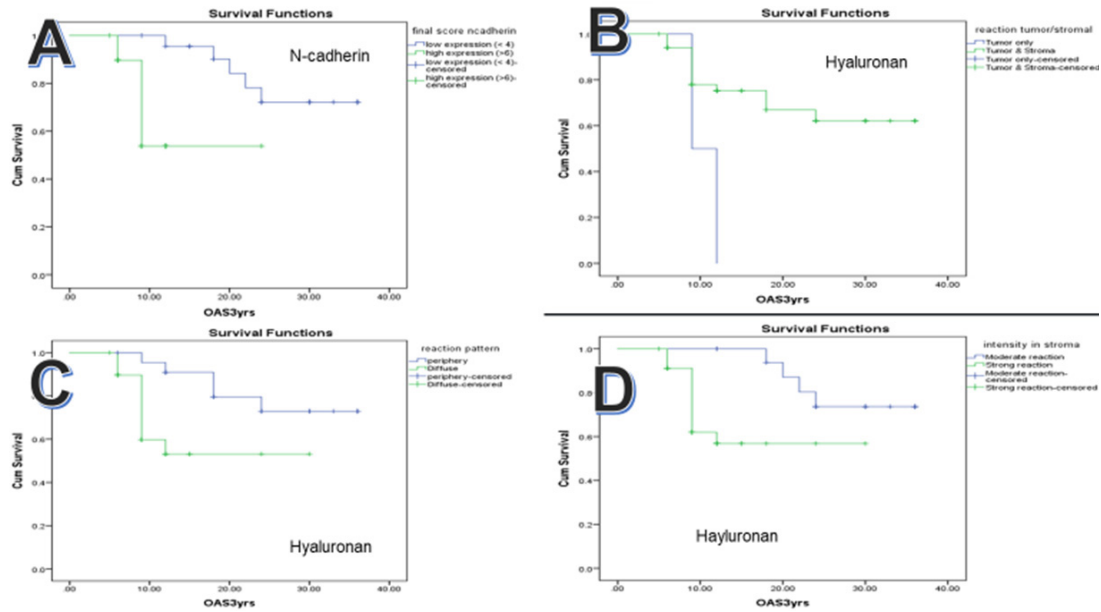 A
Survival Functions
final score ncadherin
low expression (< 4)
high expression (>6)
low expression (< 4)-
censored
high expression (>6)-
censored
N-cadherin
Cum Survival
1.0
0.8
0.6
0.4
0.2
0.0
.00 10.00 20.00 30.00 40.00
OAS3yrs
B
Survival Functions
reaction tumor/stromal
Tumor only
Tumor & Stroma
Tumor only-censored
Tumor & Stroma-censored
Hyaluronan
Cum Survival
1.0
0.8
0.6
0.4
0.2
0.0
.00 10.00 20.00 30.00 40.00
OAS3yrs
C
Survival Functions
reaction pattern
periphery
Diffuse
periphery-censored
Diffuse-censored
Cum Survival
1.0
0.6
0.4
0.2
0.0
Hyaluronan
.00 10.00 20.00 30.00 40.00
OAS3yrs
D
Survival Functions
intensity in stroma
Moderate reaction
Strong reaction
Moderate reaction-
censored
Strong reaction-censored
Cum Survival
1.0
0.8
0.6
0.4
0.2
0.0
Hayluronan
.00 10.00 20.00 30.00 40.00
OAS3yrs